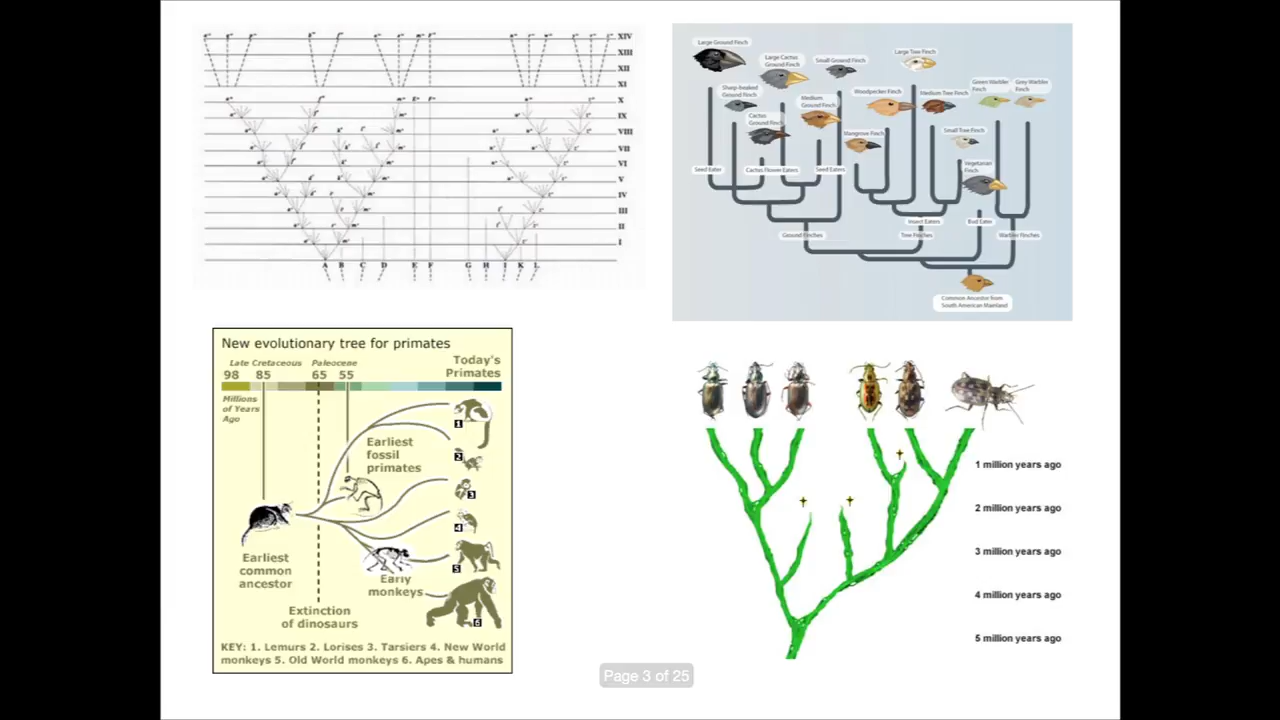 XIV
XIII
XII
XI
X
IX
VIII
VII
VI
V
IV
III
II
I
A B C D E F G H I K L
Large Ground Finch
Large Cactus
Ground Finch
Small Ground Finch
Large Tree Finch
Sharp-beaked
Ground Finch
Medium
Ground Finch
Woodpecker Finch
Medium Tree Finch
Green Warbler
Finch
Grey Warbler
Finch
Cactus
Ground Finch
Mangrove Finch
Small Tree Finch
Seed Eater
Cactus Flower Eaters
Seed Eaters
Vegetarian
Finch
Insect Eaters
Bud Eater
Ground Finches
Tree Finches
Warbler Finches
Common Ancestor from
South American Mainland
New evolutionary tree for primates
Late Cretaceous Paleocene
Today's
Primates
98 85 65 55
Millions
of Years
Ago
1
Earliest
fossil
primates
2
3
4
Earliest
common
ancestor
5
Early
monkeys
6
Extinction
of dinosaurs
KEY: 1. Lemurs 2. Lorises 3. Tarsiers 4. New World
monkeys 5. Old World monkeys 6. Apes & humans
1 million years ago
2 million years ago
3 million years ago
4 million years ago
5 million years ago
Page 3 of 25